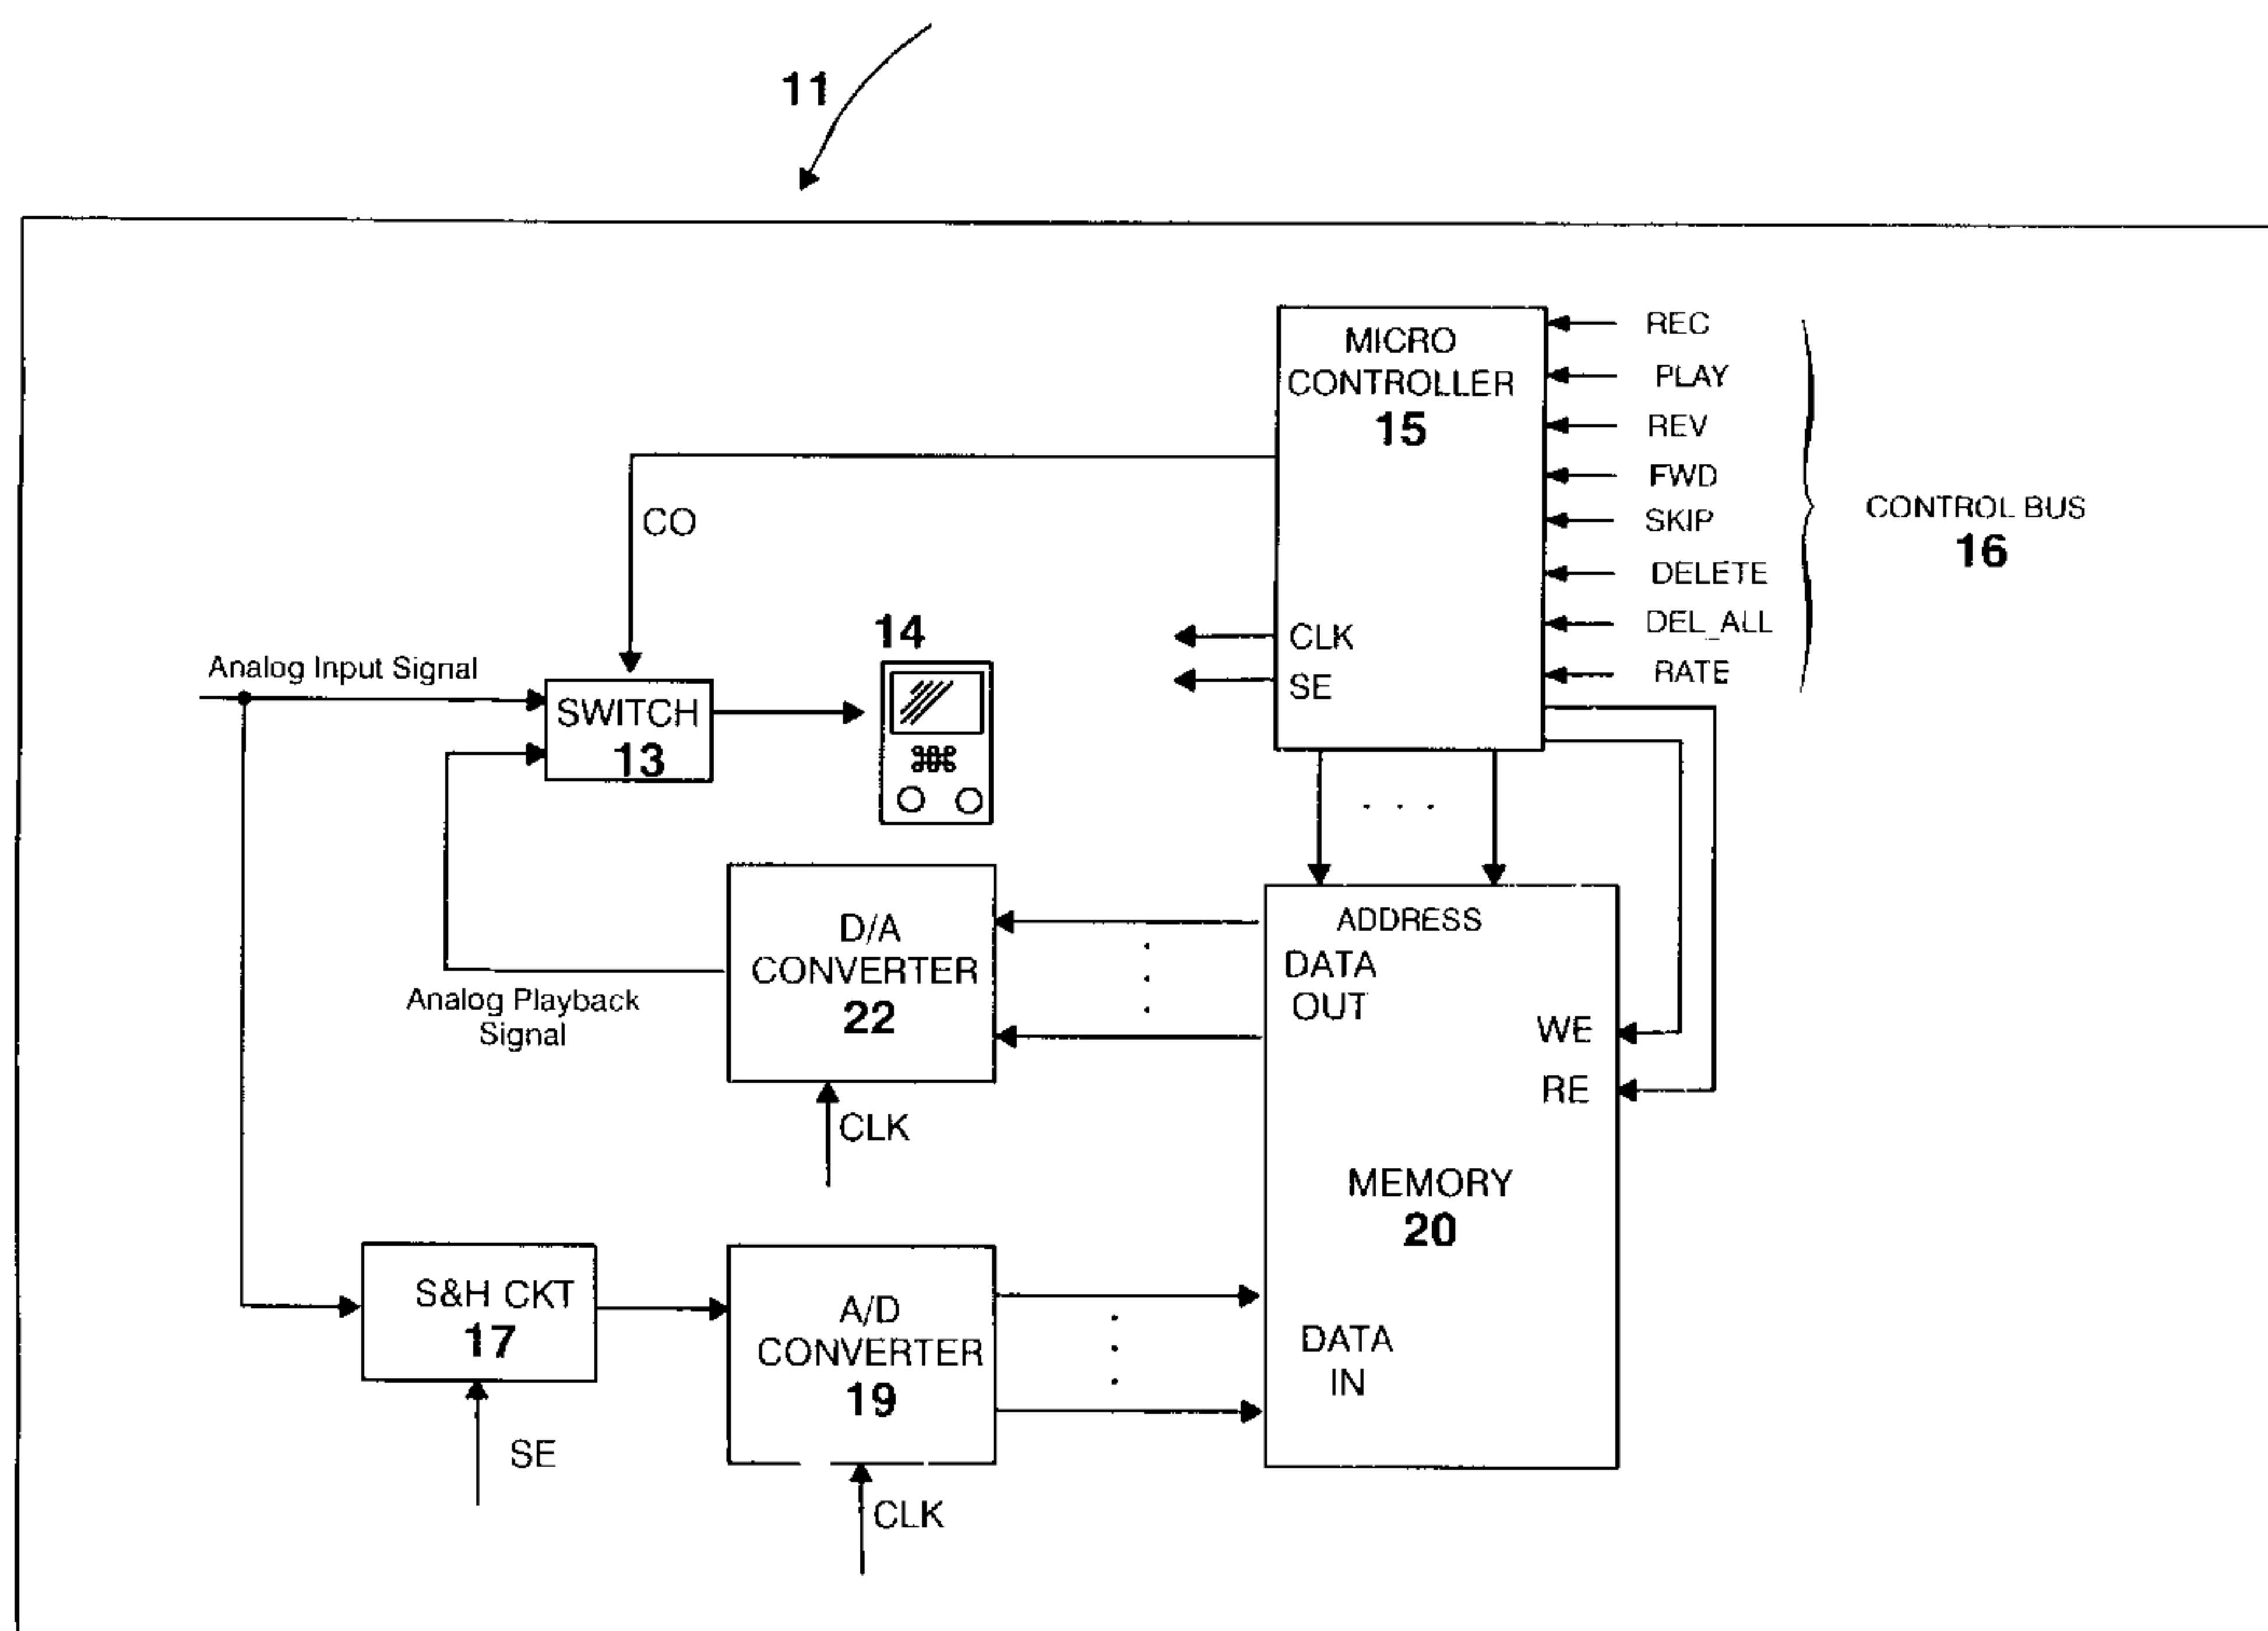 11
MICRO
CONTROLLER
15
REC
PLAY
REV
FWD
SKIP
DELETE
DEL_ALL
RATE
CONTROL BUS
16
CO
CLK
SE
14
Analog Input Signal
SWITCH
13
D/A
CONVERTER
22
Analog Playback
Signal
CLK
ADDRESS
DATA
OUT
WE
RE
MEMORY
20
DATA
IN
S&H CKT
17
SE
A/D
CONVERTER
19
CLK